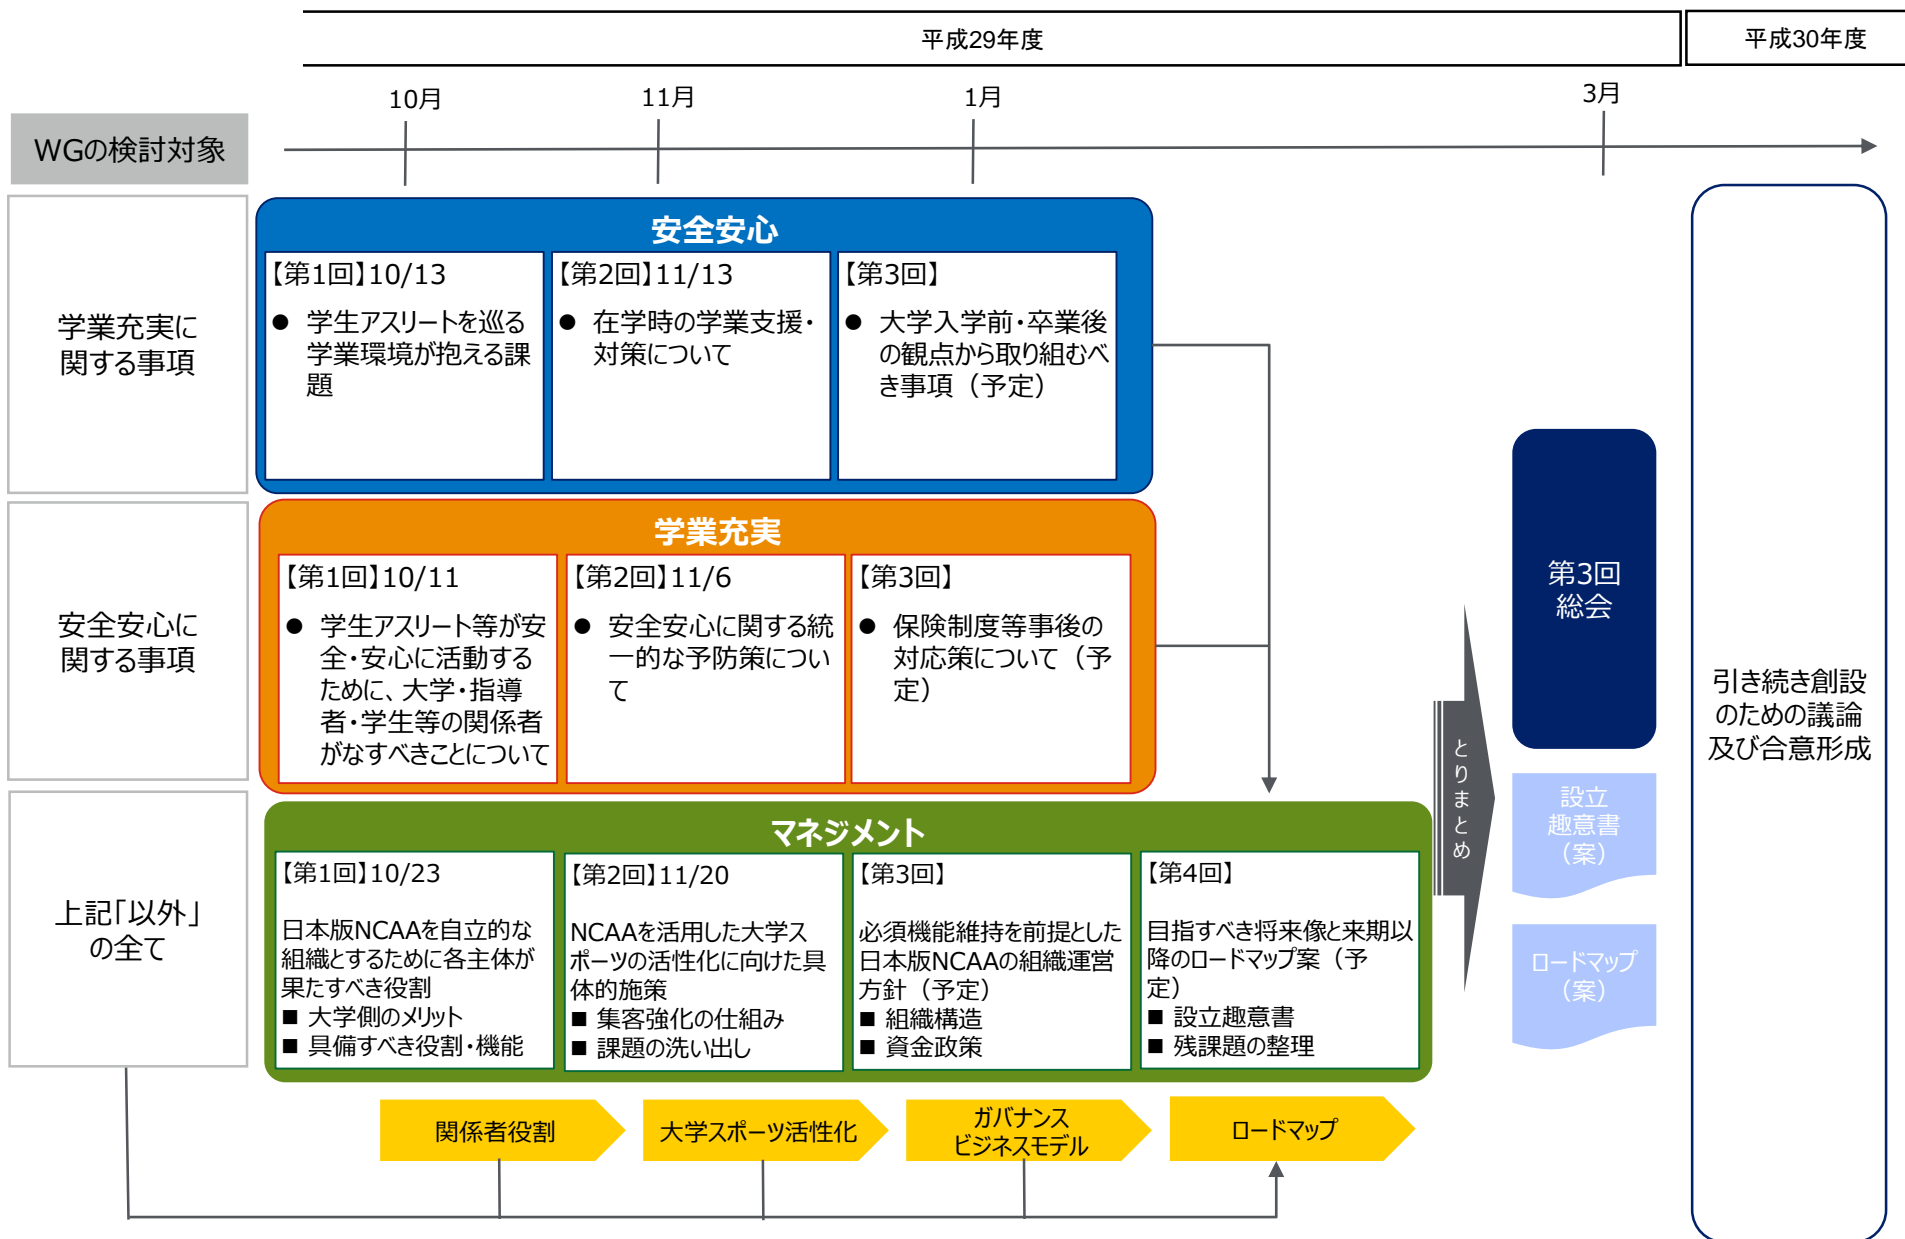 平成29年度
平成30年度
10月
11月
1月
3月
WGの検討対象
学業充実に
関する事項
安全安心
【第1回】10/13
● 学生アスリートを巡る
学業環境が抱える課
題
【第2回】11/13
● 在学時の学業支援・
対策について
【第3回】
● 大学入学前・卒業後
の観点から取り組むべ
き事項（予定）
安全安心に
関する事項
学業充実
【第1回】10/11
● 学生アスリート等が安
全・安心に活動する
ために、大学・指導
者・学生等の関係者
がなすべきことについて
【第2回】11/6
● 安全安心に関する統
一的な予防策につい
て
【第3回】
● 保険制度等事後の
対応策について（予
定）
上記「以外」
の全て
マネジメント
【第1回】10/23
日本版NCAAを自立的な
組織とするために各主体が
果たすべき役割
■ 大学側のメリット
■ 具備すべき役割・機能
【第2回】11/20
NCAAを活用した大学ス
ポーツの活性化に向けた具
体的施策
■ 集客強化の仕組み
■ 課題の洗い出し
【第3回】
必須機能維持を前提とした
日本版NCAAの組織運営
方針（予定）
■ 組織構造
■ 資金政策
【第4回】
目指すべき将来像と来期以
降のロードマップ案（予
定）
■ 設立趣意書
■ 残課題の整理
関係者役割
大学スポーツ活性化
ガバナンス
ビジネスモデル
ロードマップ
とりまとめ
第3回
総会
設立
趣意書
（案）
ロードマップ
（案）
引き続き創設
のための議論
及び合意形成